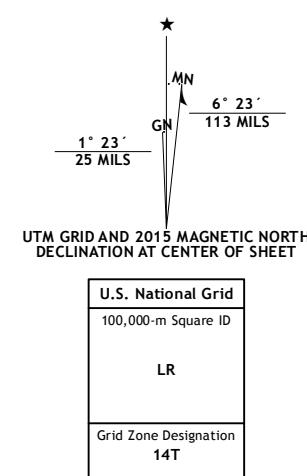 ★
MN
GN
6° 23´
113 MILS
1° 23´
25 MILS
UTM GRID AND 2015 MAGNETIC NORTH
DECLINATION AT CENTER OF SHEET
U.S. National Grid
100,000-m Square ID
LR
Grid Zone Designation
14T